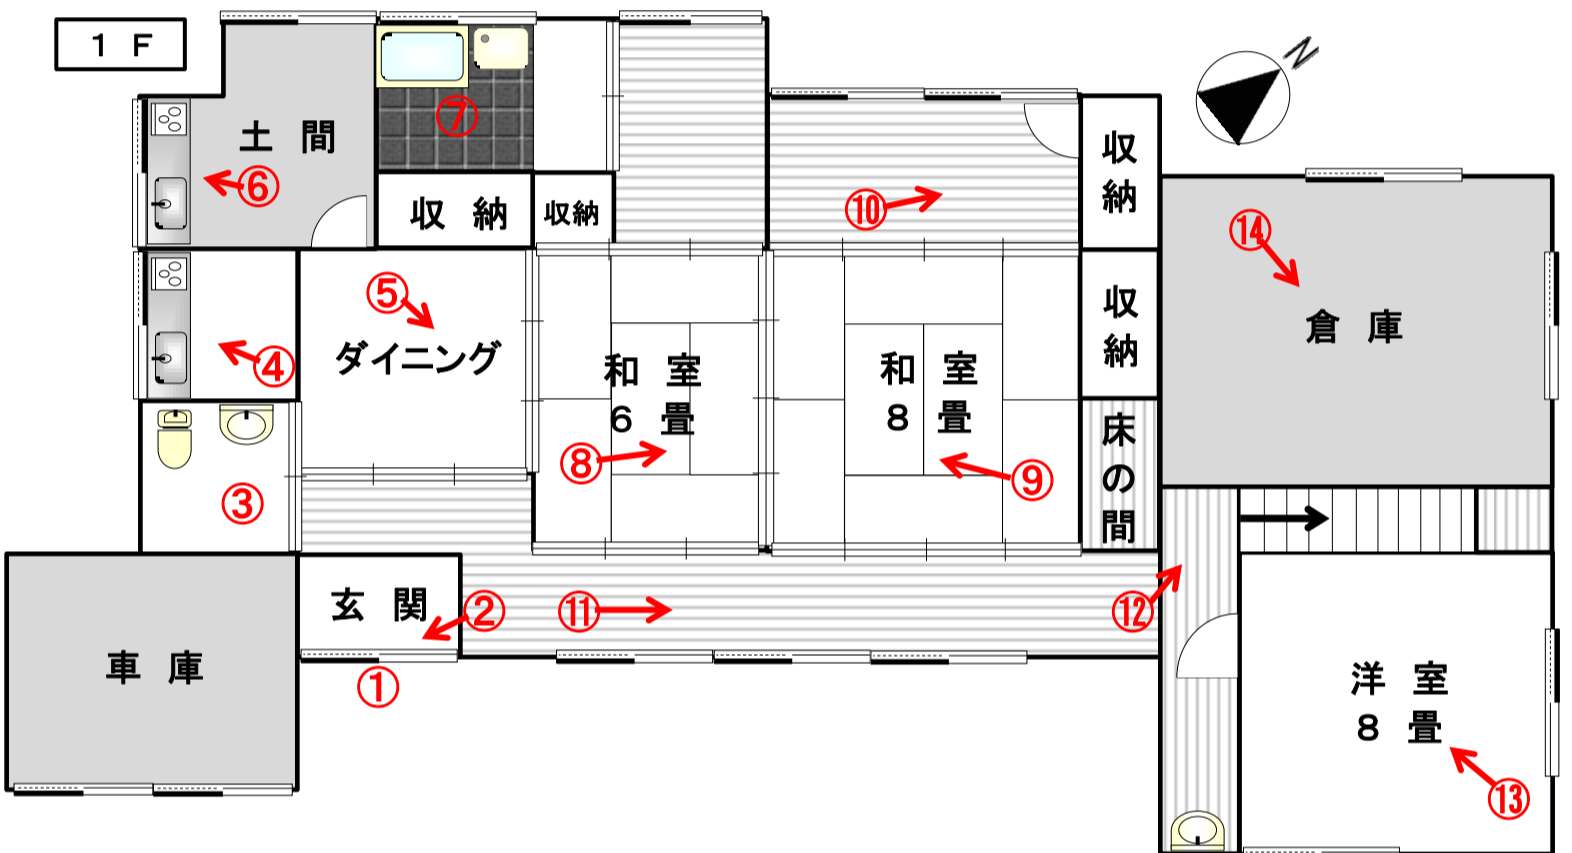 1 F
N
土 間
⑦
⑥
収 納
収納
収
納
⑩
⑭
⑤
ダイニング
④
和 室
6 畳
⑧
和 室
8 畳
⑨
収
納
倉 庫
床
の
間
③
玄 関
②
⑪
⑫
①
車 庫
洋 室
8 畳
⑬